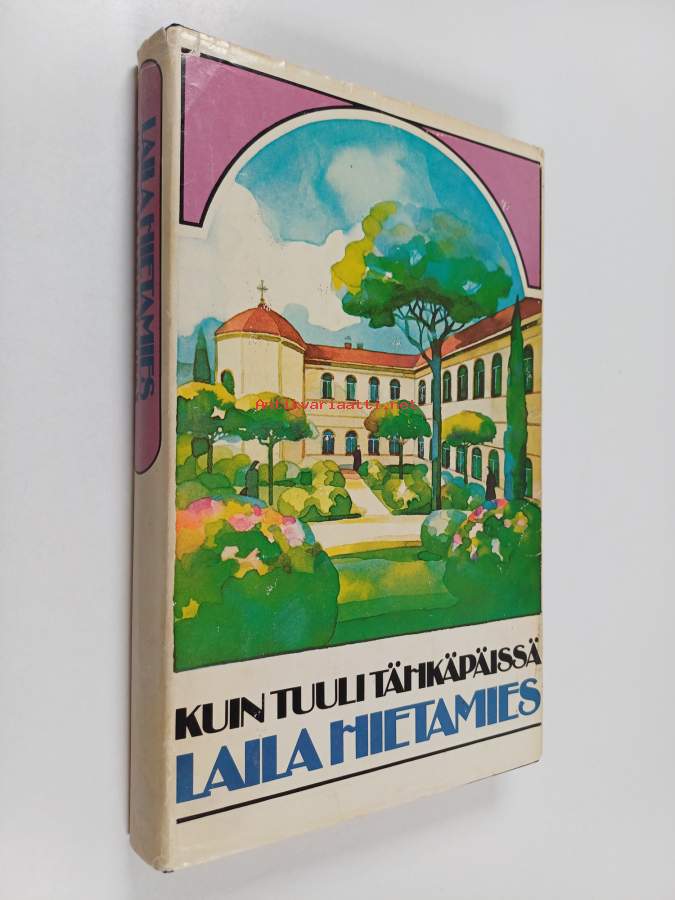 LAILA HIETAMIES
Antikvariaatti.net
KUIN TUULI TÄHKÄPÄISSÄ
LAILA HIETAMIES